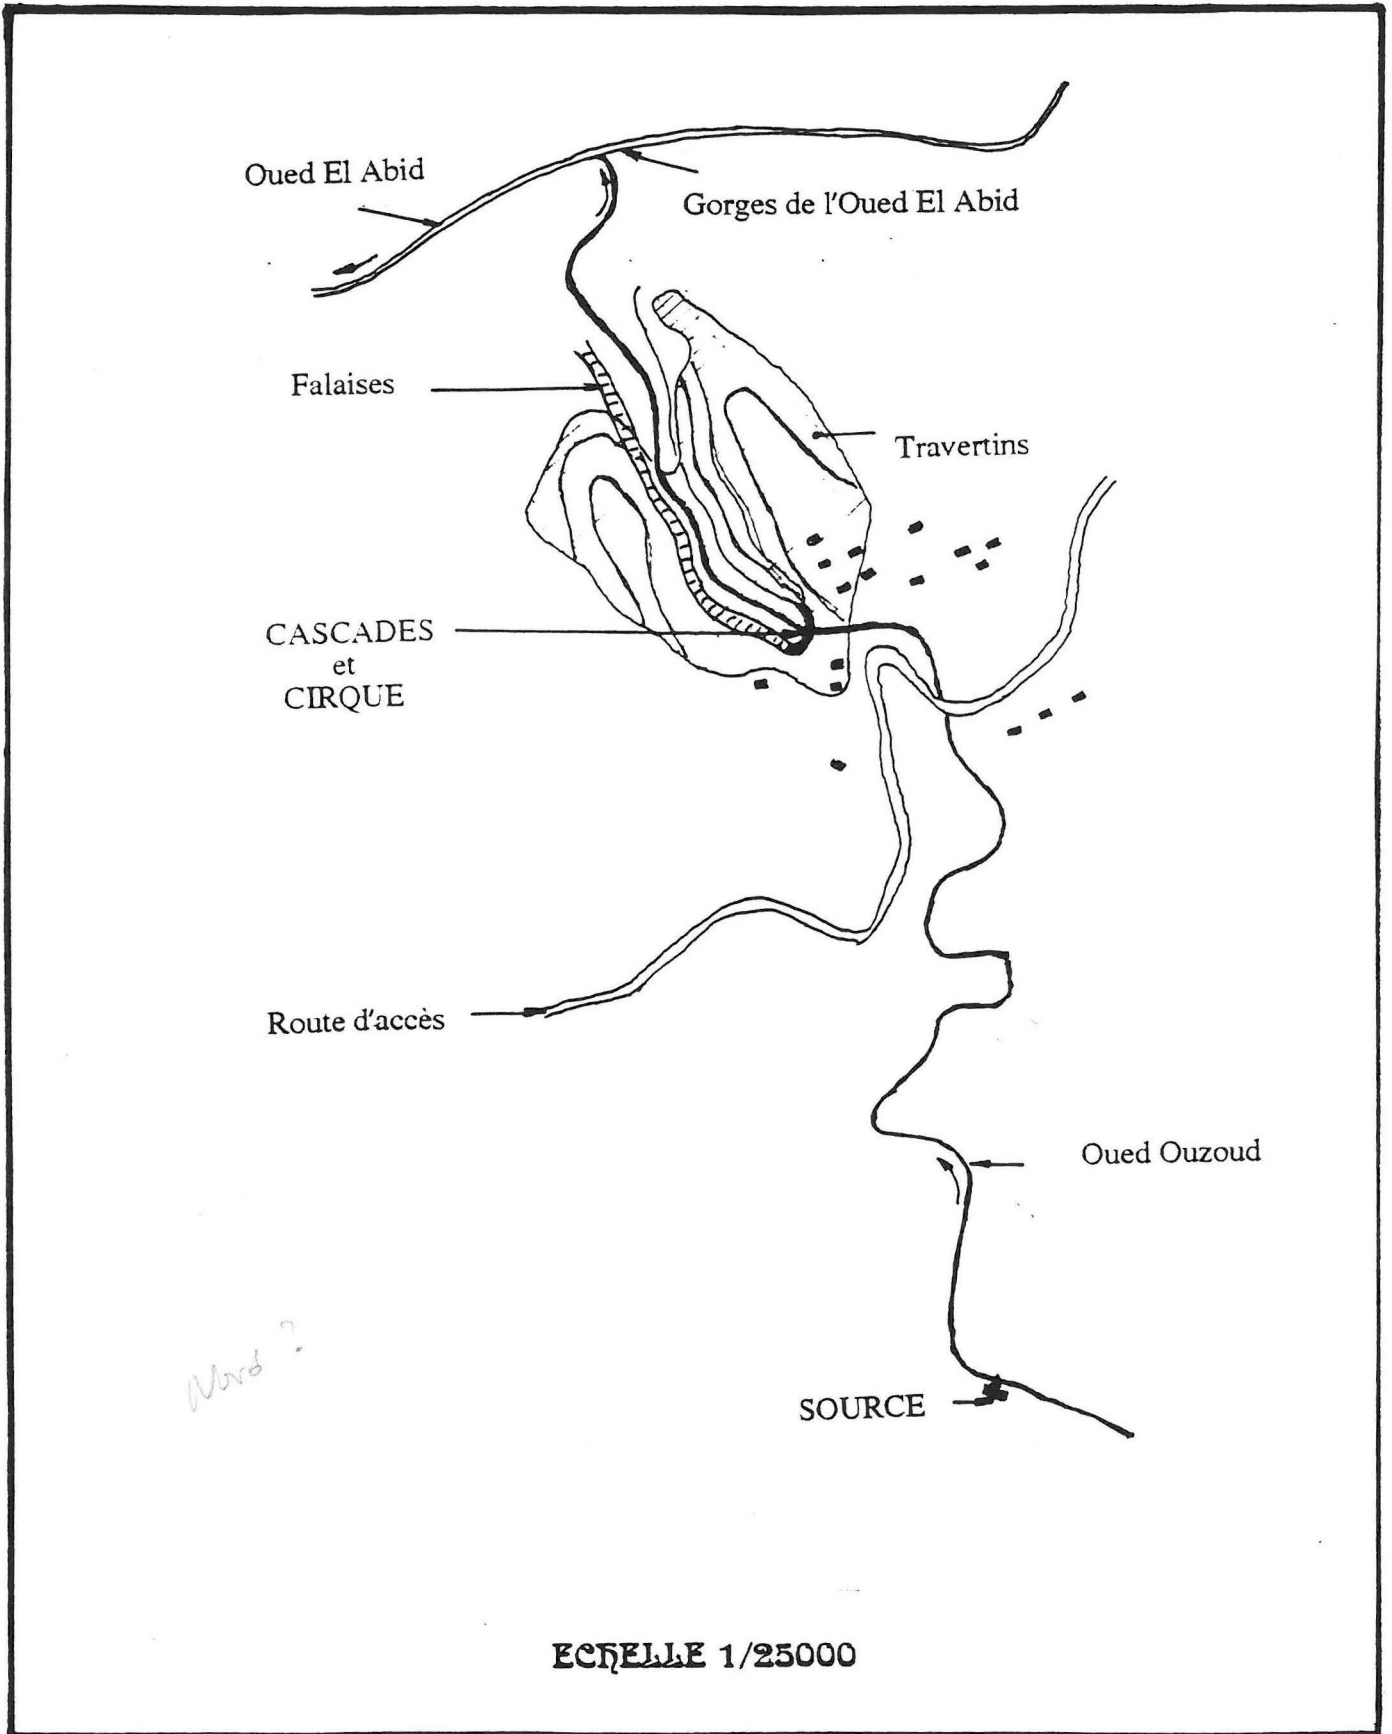 Oued El Abid
Gorges de l'Oued El Abid
Falaises
Travertins
CASCADES
et
CIRQUE
Route d'accès
Oued Ouzoud
Nord ?
SOURCE
ECHELLE 1/25000